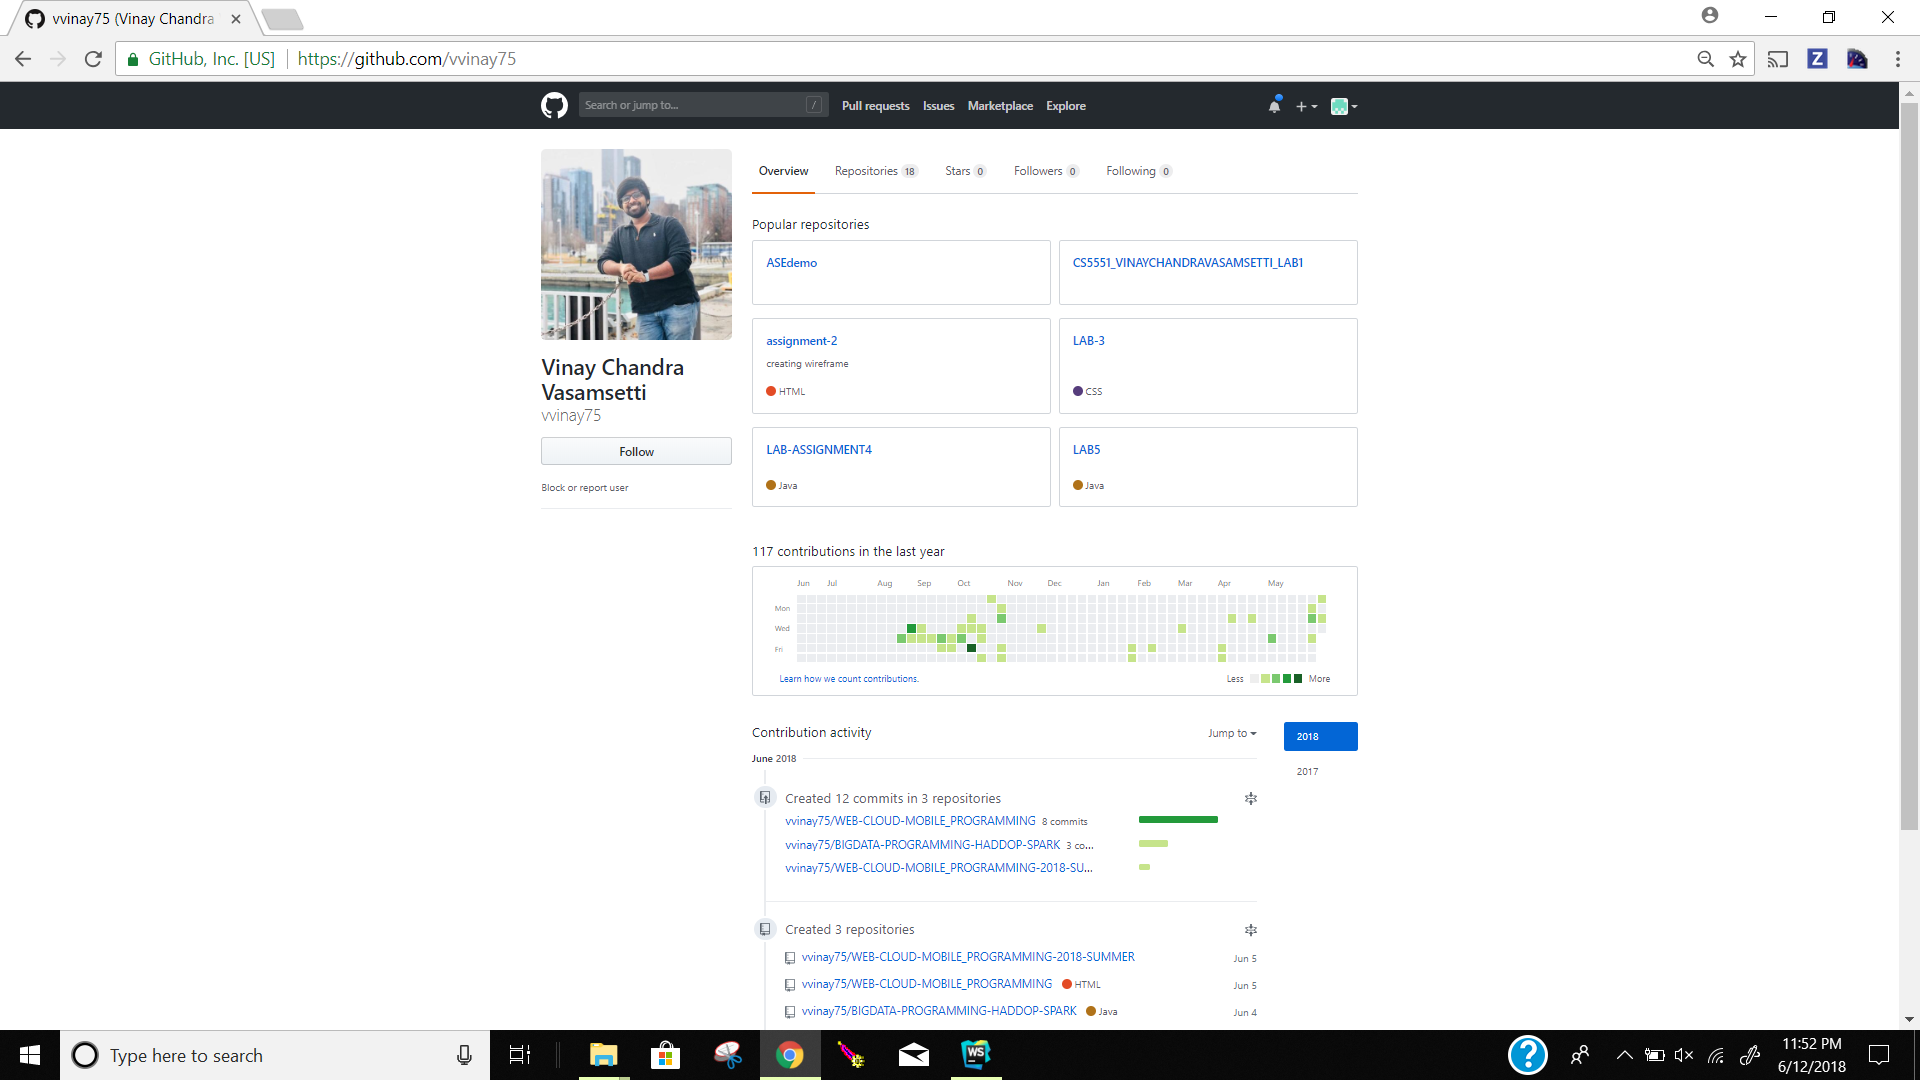 vvinay75 (Vinay Chandra
GitHub, Inc. [US] https://github.com/vvinay75
Z
Search or jump to... / Pull requests Issues Marketplace Explore
Overview Repositories 18 Stars 0 Followers 0 Following 0
Popular repositories
ASEdemo
CS5551_VINAYCHANDRAVASAMSETTI_LAB1
assignment-2
creating wireframe
HTML
LAB-3
CSS
LAB-ASSIGNMENT4
Java
LAB5
Java
Vinay Chandra
Vasamsetti
vvinay75
Follow
Block or report user
117 contributions in the last year
Jun Jul Aug Sep Oct Nov Dec Jan Feb Mar Apr May
Mon
Wed
Fri
Learn how we count contributions.
Less More
Contribution activity
Jump to
2018
2017
June 2018
Created 12 commits in 3 repositories
vvinay75/WEB-CLOUD-MOBILE_PROGRAMMING 8 commits
vvinay75/BIGDATA-PROGRAMMING-HADDOP-SPARK 3 co...
vvinay75/WEB-CLOUD-MOBILE_PROGRAMMING-2018-SU...
Created 3 repositories
vvinay75/WEB-CLOUD-MOBILE_PROGRAMMING-2018-SUMMER Jun 5
vvinay75/WEB-CLOUD-MOBILE_PROGRAMMING HTML Jun 5
vvinay75/BIGDATA-PROGRAMMING-HADDOP-SPARK Java Jun 4
Type here to search
WS
?
11:52 PM
6/12/2018